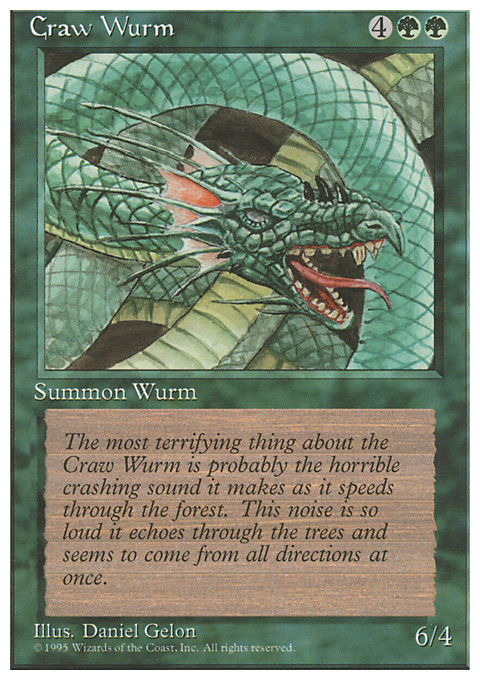 Craw Wurm 4
Summon Wurm
The most terrifying thing about the
Craw Wurm is probably the horrible
crashing sound it makes as it speeds
through the forest. This noise is so
loud it echoes through the trees and
seems to come from all directions at
once.
Illus. Daniel Gelon
© 1995 Wizards of the Coast, Inc. All rights reserved.
6/4